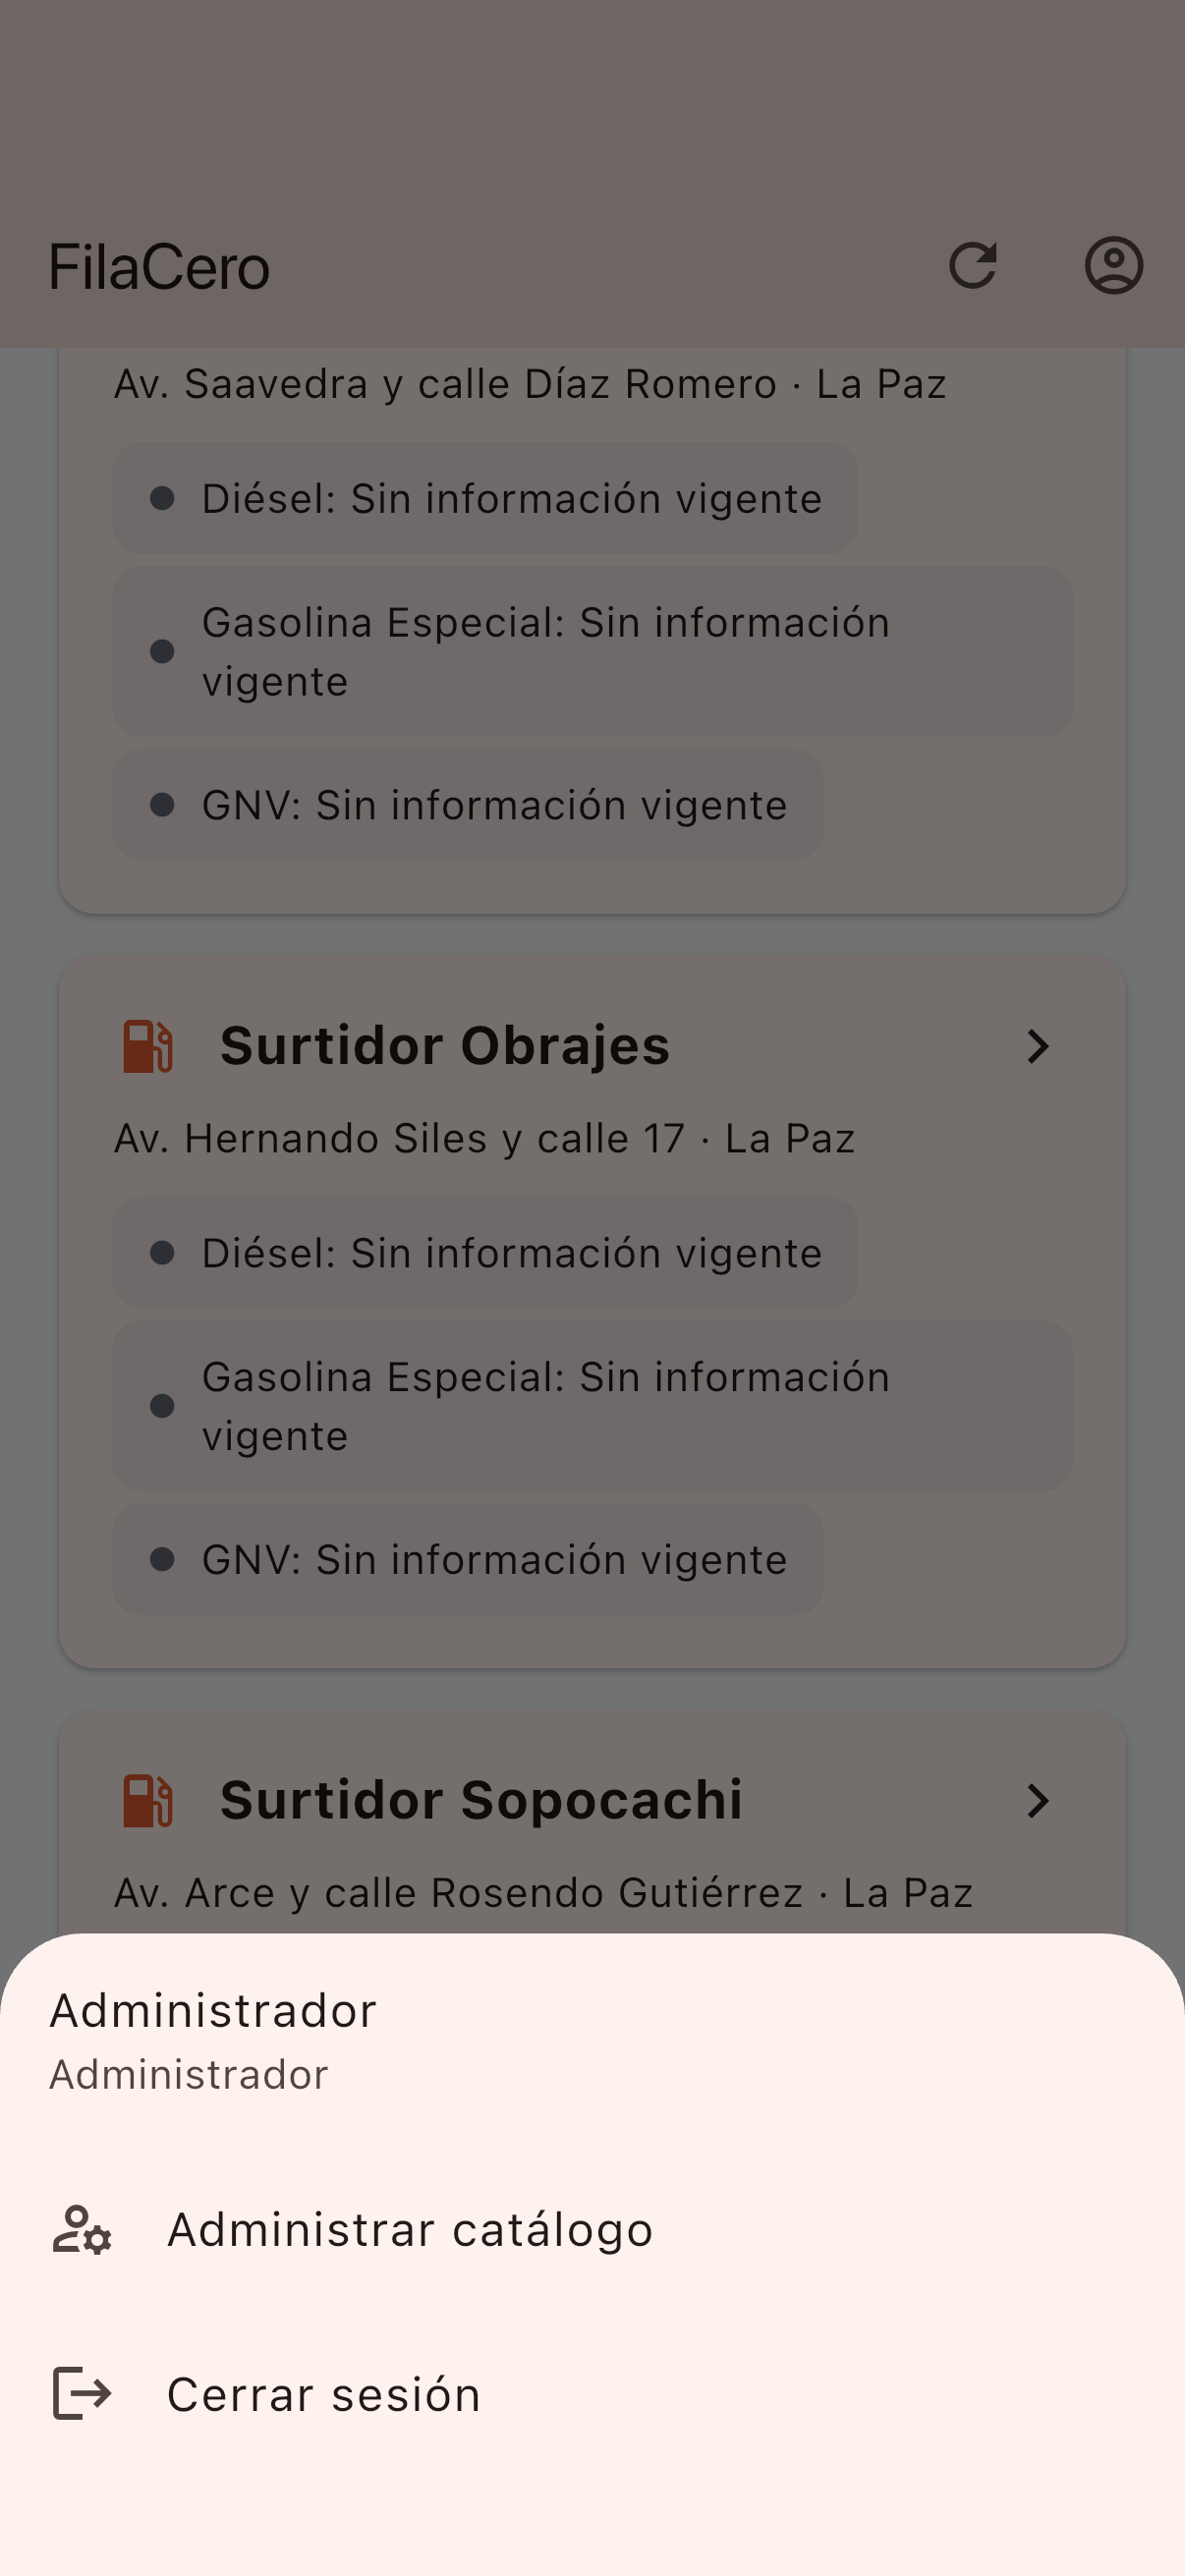 FilaCero
Av. Saavedra y calle Díaz Romero · La Paz
Diésel: Sin información vigente
Gasolina Especial: Sin información
vigente
GNV: Sin información vigente
Surtidor Obrajes
Av. Hernando Siles y calle 17 · La Paz
Diésel: Sin información vigente
Gasolina Especial: Sin información
vigente
GNV: Sin información vigente
Surtidor Sopocachi
Av. Arce y calle Rosendo Gutiérrez · La Paz
Administrador
Administrador
Administrar catálogo
Cerrar sesión